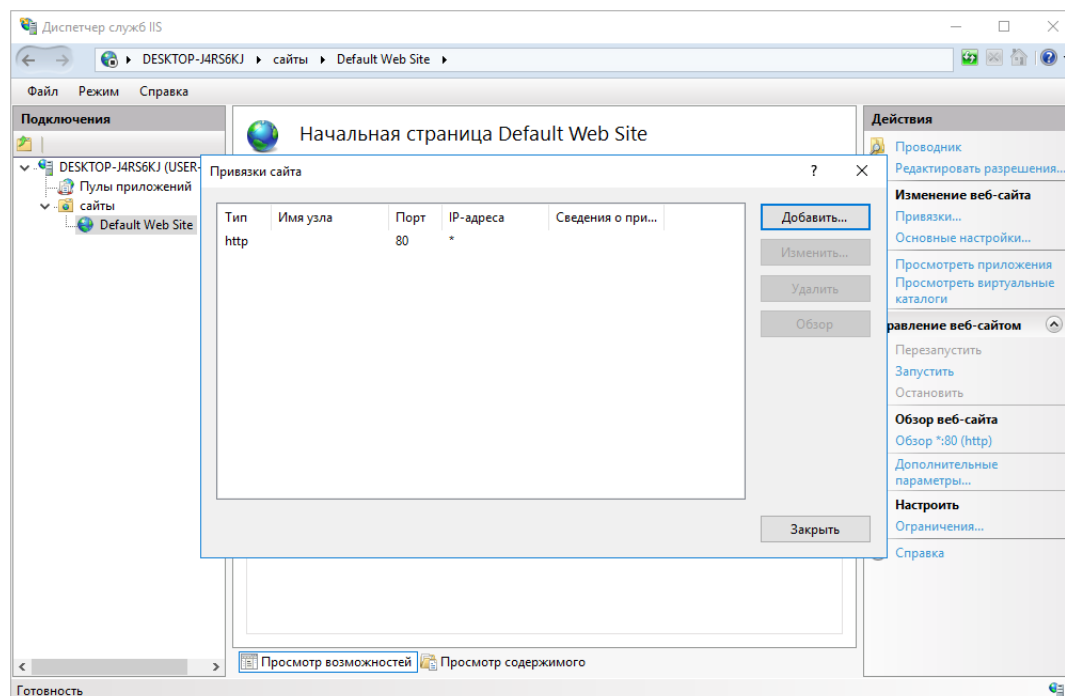 Диспетчер служб IIS
DESKTOP-J4RS6KJ сайты Default Web Site
Файл Режим Справка
Подключения
DESKTOP-J4RS6KJ (USER-
Пулы приложений
сайты
Default Web Site
Начальная страница Default Web Site
Привязки сайта ?
Тип Имя узла Порт IP-адреса Сведения о при...
http 80 *
Добавить...
Изменить...
Удалить
Обзор
Закрыть
Действия
Проводник
Редактировать разрешения...
Изменение веб-сайта
Привязки...
Основные настройки...
Просмотреть приложения
Просмотреть виртуальные
каталоги
равление веб-сайтом
Перезапустить
Запустить
Остановить
Обзор веб-сайта
Обзор *:80 (http)
Дополнительные
параметры...
Настроить
Ограничения...
Справка
Просмотр возможностей Просмотр содержимого
Готовность